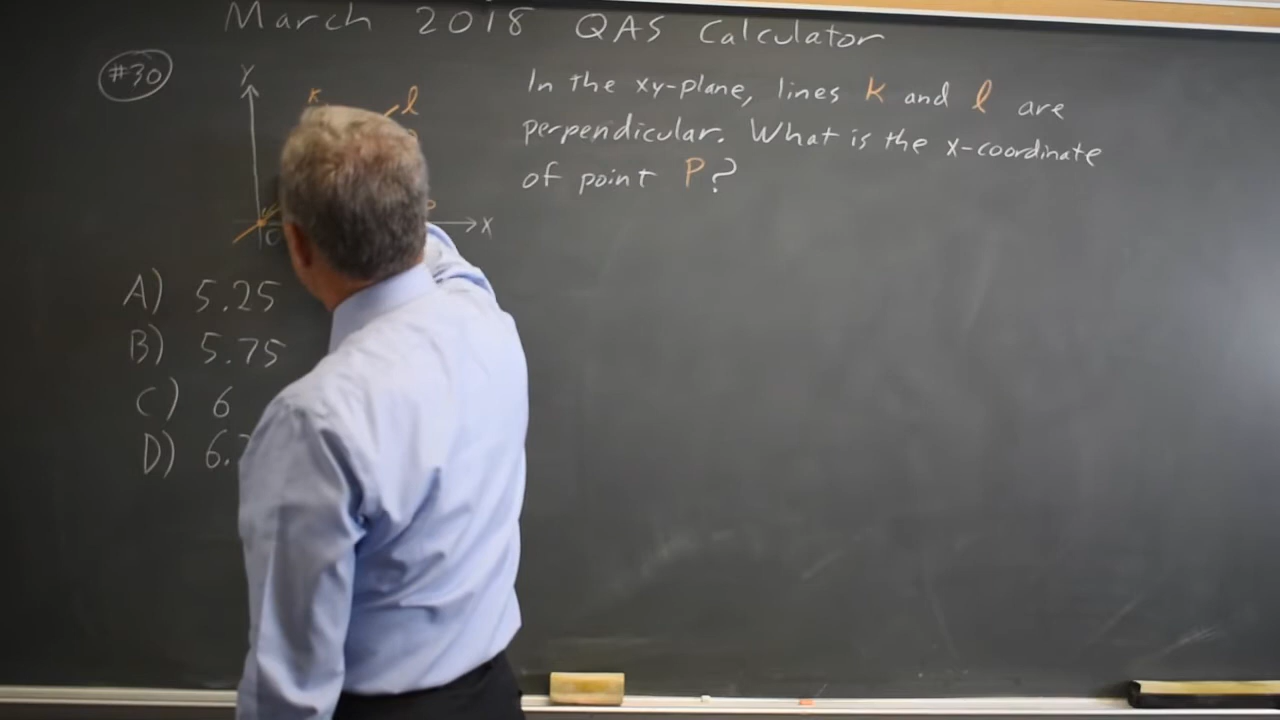 March 2018 QAS Calculator
#30
Y
K
l
X
In the xy-plane, lines K and l are
perpendicular. What is the x-coordinate
of point P?
A) 5.25
B) 5.75
C) 6
D)